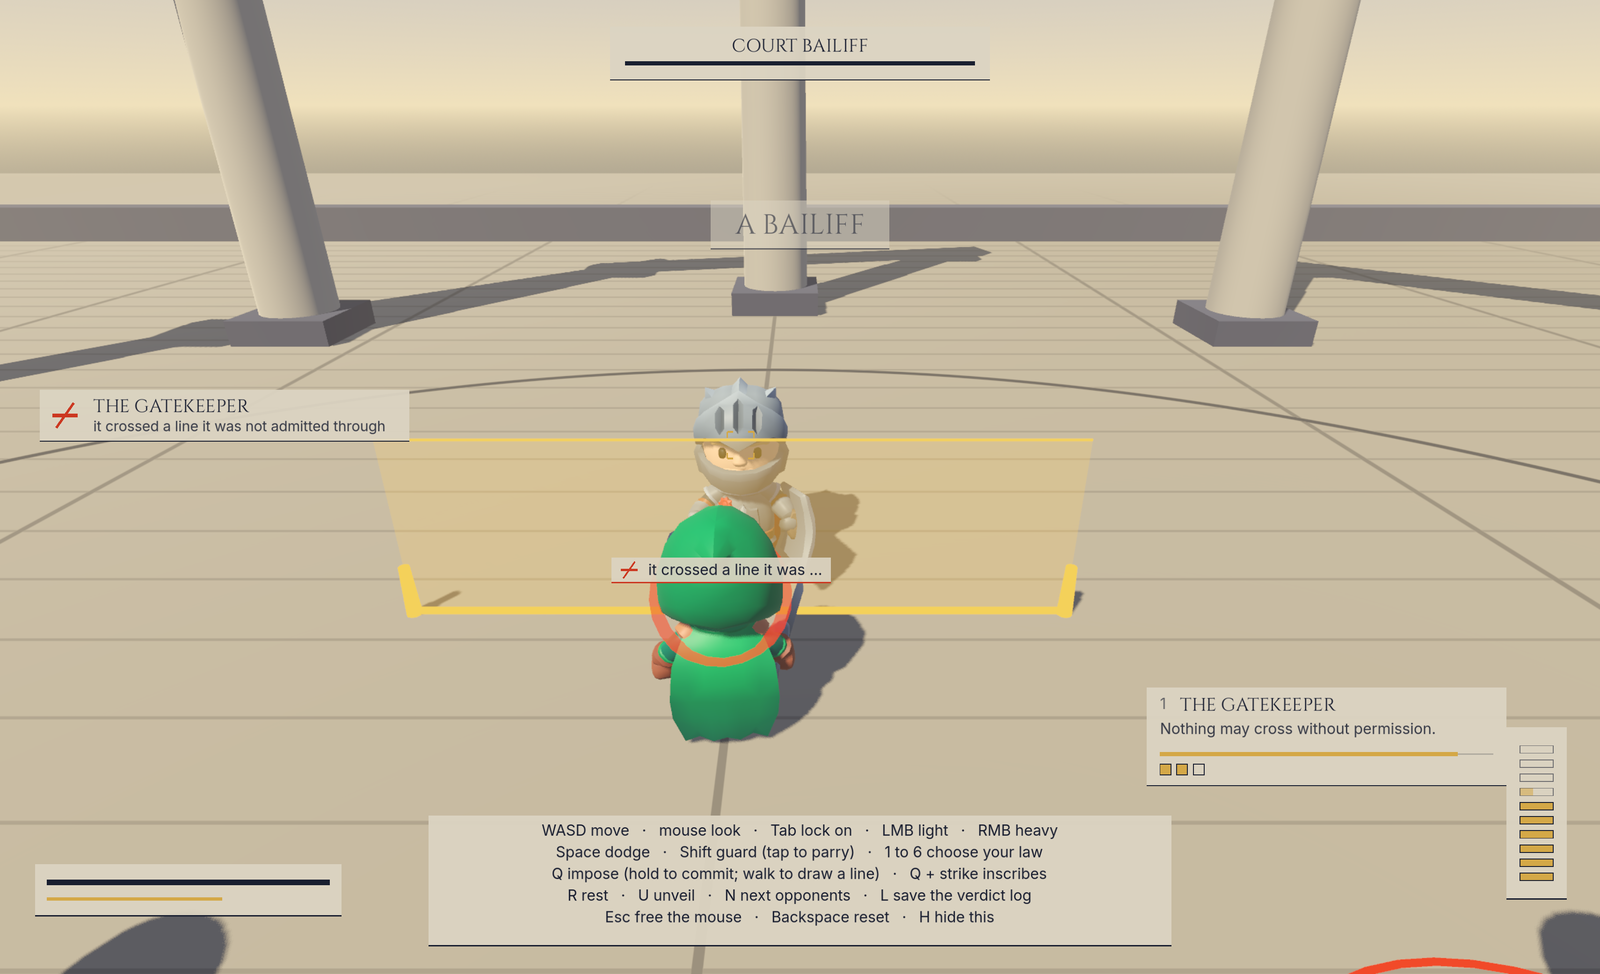 COURT BAILIFF
A BAILIFF
THE GATEKEEPER
it crossed a line it was not admitted through
it crossed a line it was ...
1 THE GATEKEEPER
Nothing may cross without permission.
WASD move · mouse look · Tab lock on · LMB light · RMB heavy
Space dodge · Shift guard (tap to parry) · 1 to 6 choose your law
Q impose (hold to commit; walk to draw a line) · Q + strike inscribes
R rest · U unveil · N next opponents · L save the verdict log
Esc free the mouse · Backspace reset · H hide this